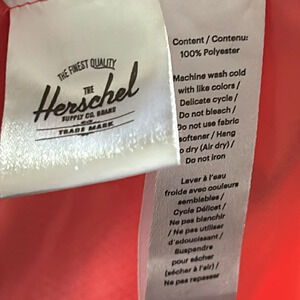 THE FINEST QUALITY
THE
Herschel
SUPPLY CO. BRAND
TRADE MARK
Content / Contenu:
100% Polyester
Machine wash cold
with like colors /
Delicate cycle /
Do not bleach /
Do not use fabric
softener / Hang
to dry (Air dry) /
Do not iron
Laver à l'eau
froide avec couleurs
semblables /
Cycle Délicat /
Ne pas blanchir
/ Ne pas utiliser
d'adoucissant /
Suspendre
pour sécher
(sécher à l'air) /
Ne pas repasser